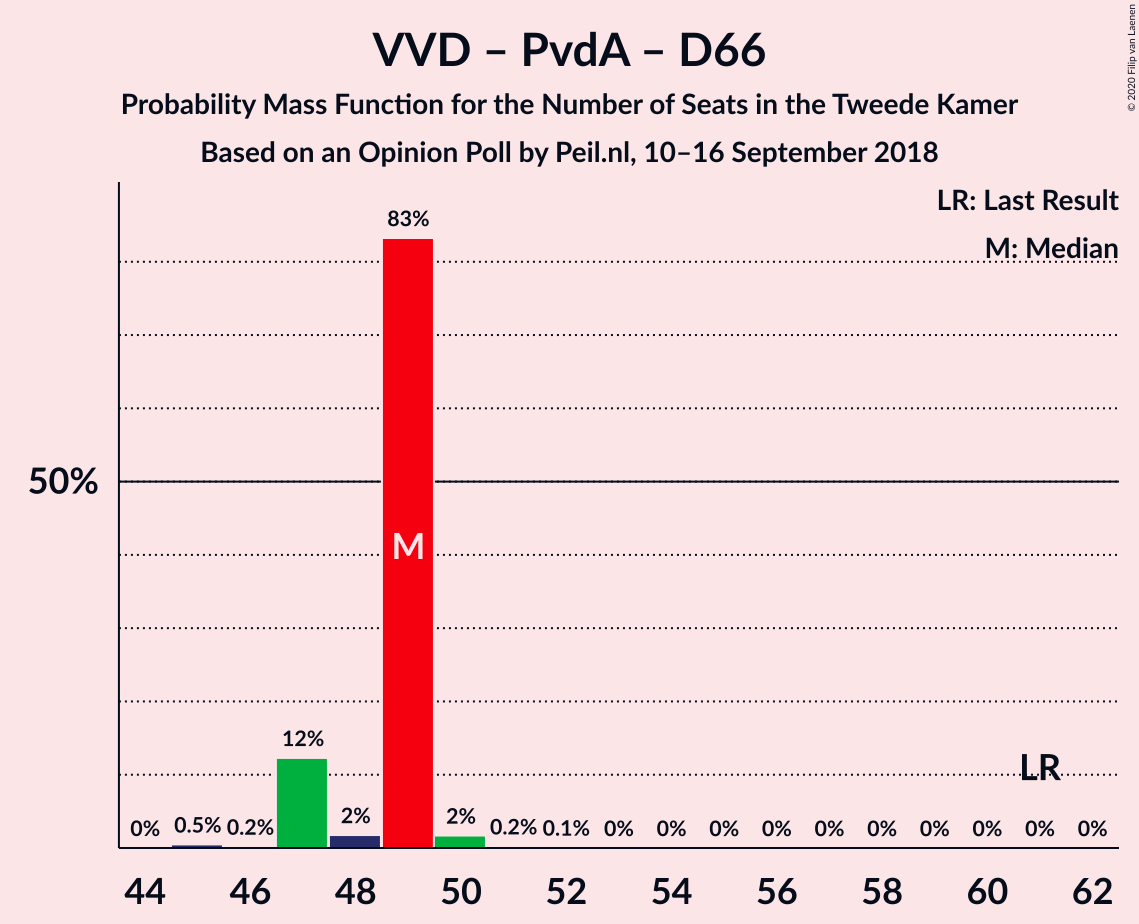 VVD – PvdA – D66
Probability Mass Function for the Number of Seats in the Tweede Kamer
Based on an Opinion Poll by Peil.nl, 10–16 September 2018
© 2020 Filip van Laenen
LR: Last Result
M: Median
83%
50%
M
12%
LR
0% 0.5% 0.2% 2% 2% 0.2% 0.1% 0% 0% 0% 0% 0% 0% 0% 0% 0% 0%
44 46 48 50 52 54 56 58 60 62